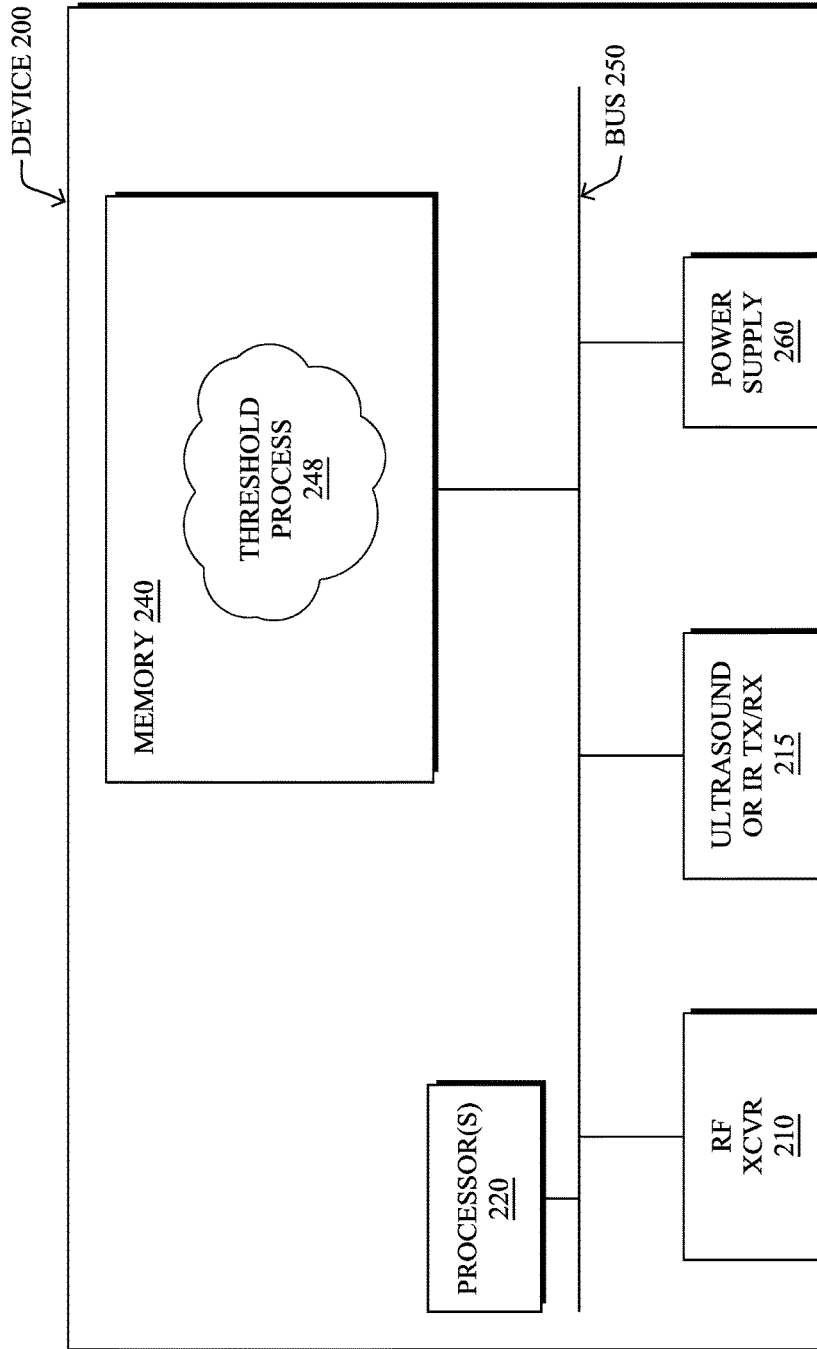 DEVICE 200
MEMORY 240
THRESHOLD
PROCESS
248
PROCESSOR(S)
220
BUS 250
RF
XCVR
210
ULTRASOUND
OR IR TX/RX
215
POWER
SUPPLY
260